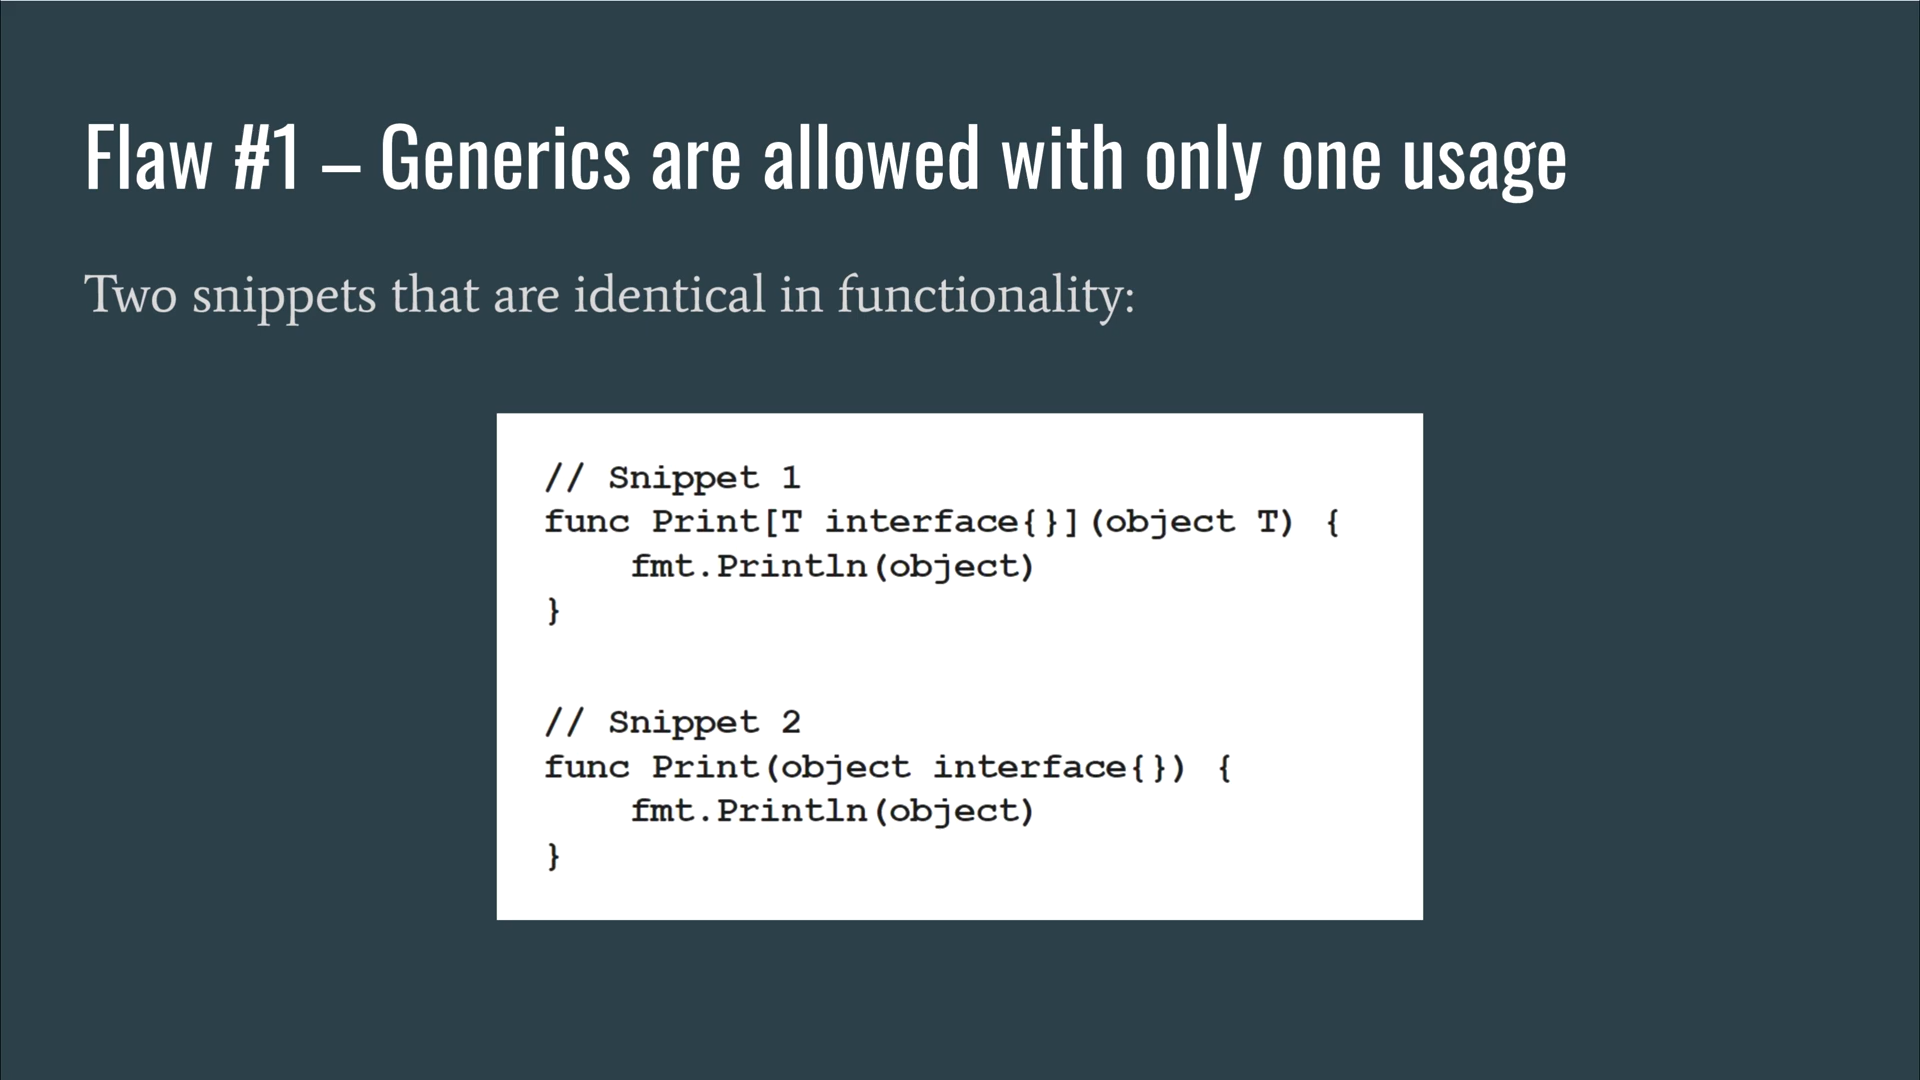 Flaw #1 – Generics are allowed with only one usage
Two snippets that are identical in functionality:
// Snippet 1
func Print[T interface{}](object T) {
    fmt.Println(object)
}
// Snippet 2
func Print(object interface{}) {
    fmt.Println(object)
}